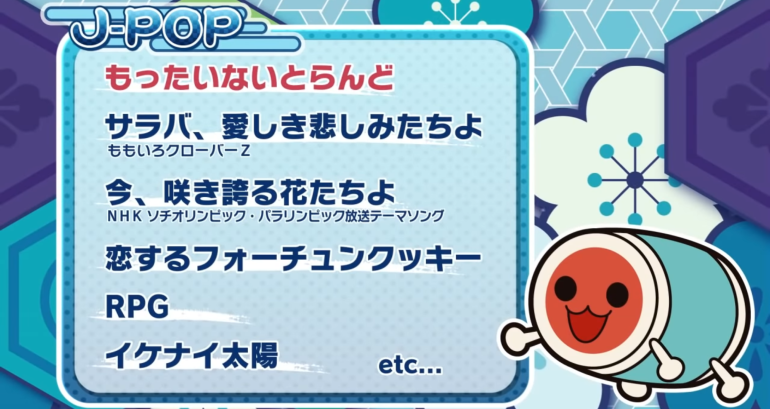 J-POP
もったいないとらんど
サラバ、愛しき悲しみたちよ
ももいろクローバーZ
今、咲き誇る花たちよ
NHK ソチオリンピック・パラリンピック放送テーマソング
恋するフォーチュンクッキー
RPG
イケナイ太陽
etc...